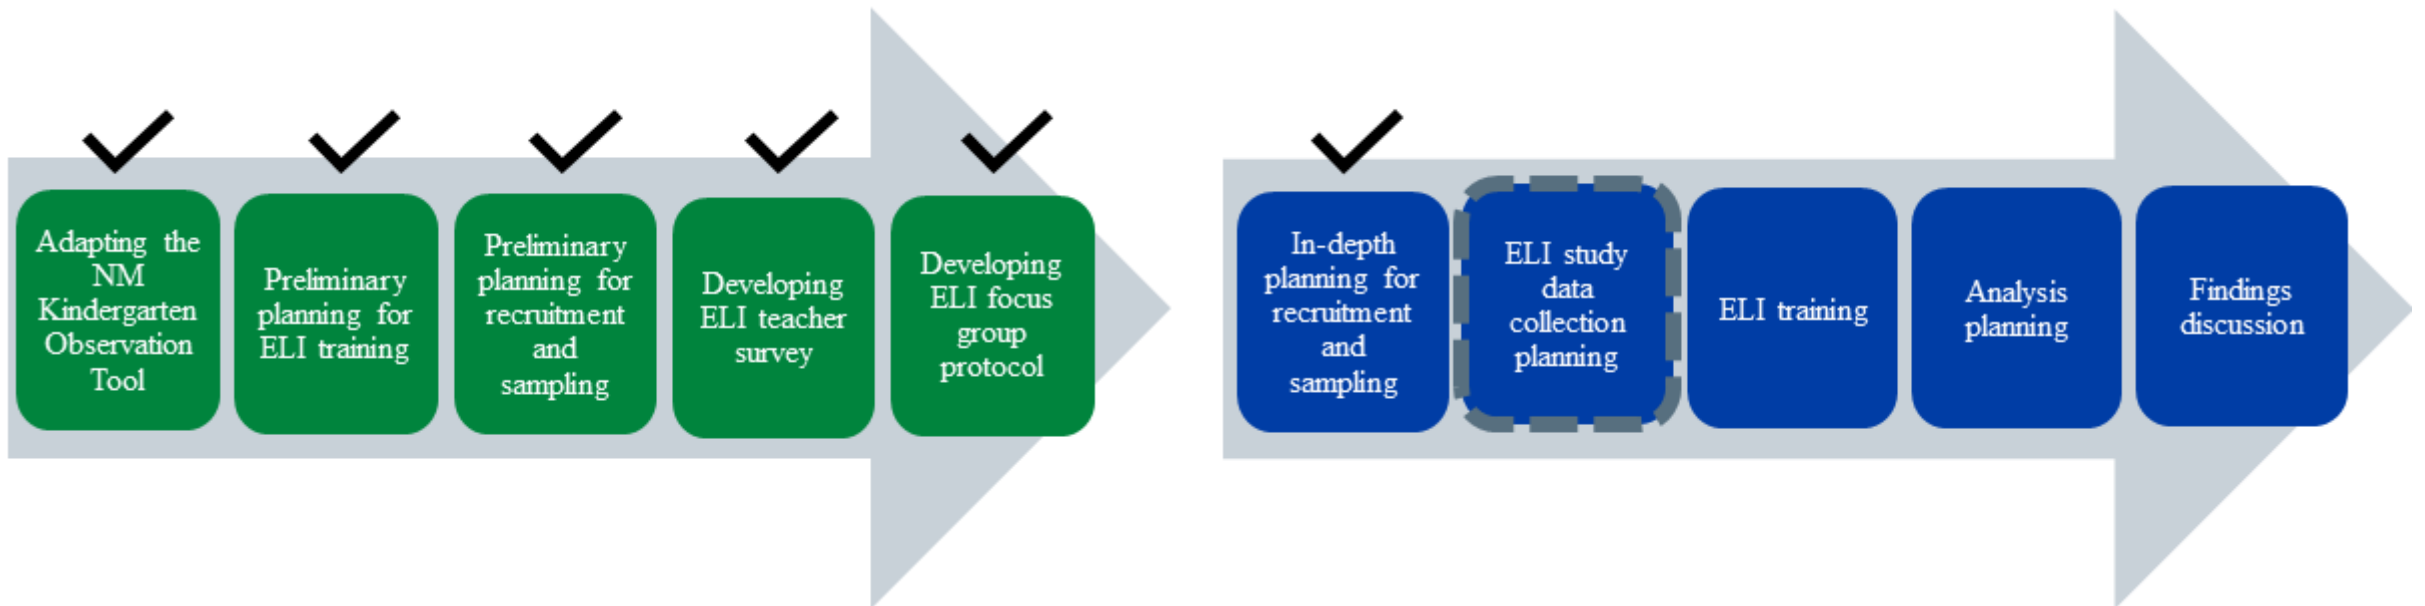 Adapting the
NM
Kindergarten
Observation
Tool
Preliminary
planning for
ELI training
Preliminary
planning for
recruitment
and
sampling
Developing
ELI teacher
survey
Developing
ELI focus
group
protocol
In-depth
planning for
recruitment
and
sampling
ELI study
data
collection
planning
ELI training
Analysis
planning
Findings
discussion